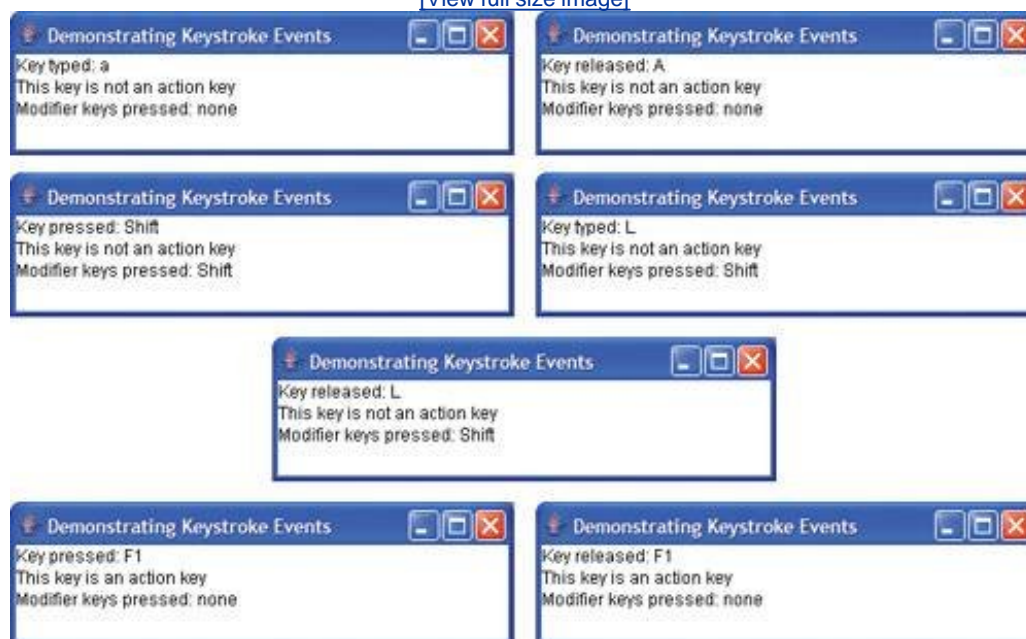 [View full size image]
Demonstrating Keystroke Events
Key typed: a
This key is not an action key
Modifier keys pressed: none
Demonstrating Keystroke Events
Key released: A
This key is not an action key
Modifier keys pressed: none
Demonstrating Keystroke Events
Key pressed: Shift
This key is not an action key
Modifier keys pressed: Shift
Demonstrating Keystroke Events
Key typed: L
This key is not an action key
Modifier keys pressed: Shift
Demonstrating Keystroke Events
Key released: L
This key is not an action key
Modifier keys pressed: Shift
Demonstrating Keystroke Events
Key pressed: F1
This key is an action key
Modifier keys pressed: none
Demonstrating Keystroke Events
Key released: F1
This key is an action key
Modifier keys pressed: none